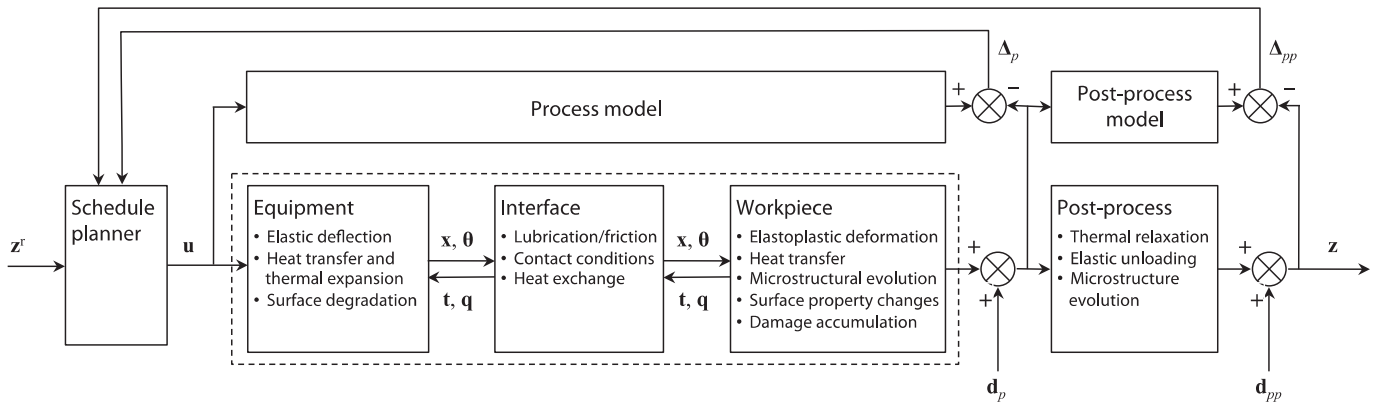 Δp
Δpp
Process model
+
−
Post-process
model
+
−
Schedule
planner
zʳ
u
Equipment
• Elastic deflection
• Heat transfer and
thermal expansion
• Surface degradation
x, θ
t, q
Interface
• Lubrication/friction
• Contact conditions
• Heat exchange
x, θ
t, q
Workpiece
• Elastoplastic deformation
• Heat transfer
• Microstructural evolution
• Surface property changes
• Damage accumulation
+
+
dp
Post-process
• Thermal relaxation
• Elastic unloading
• Microstructure
evolution
+
+
dpp
z